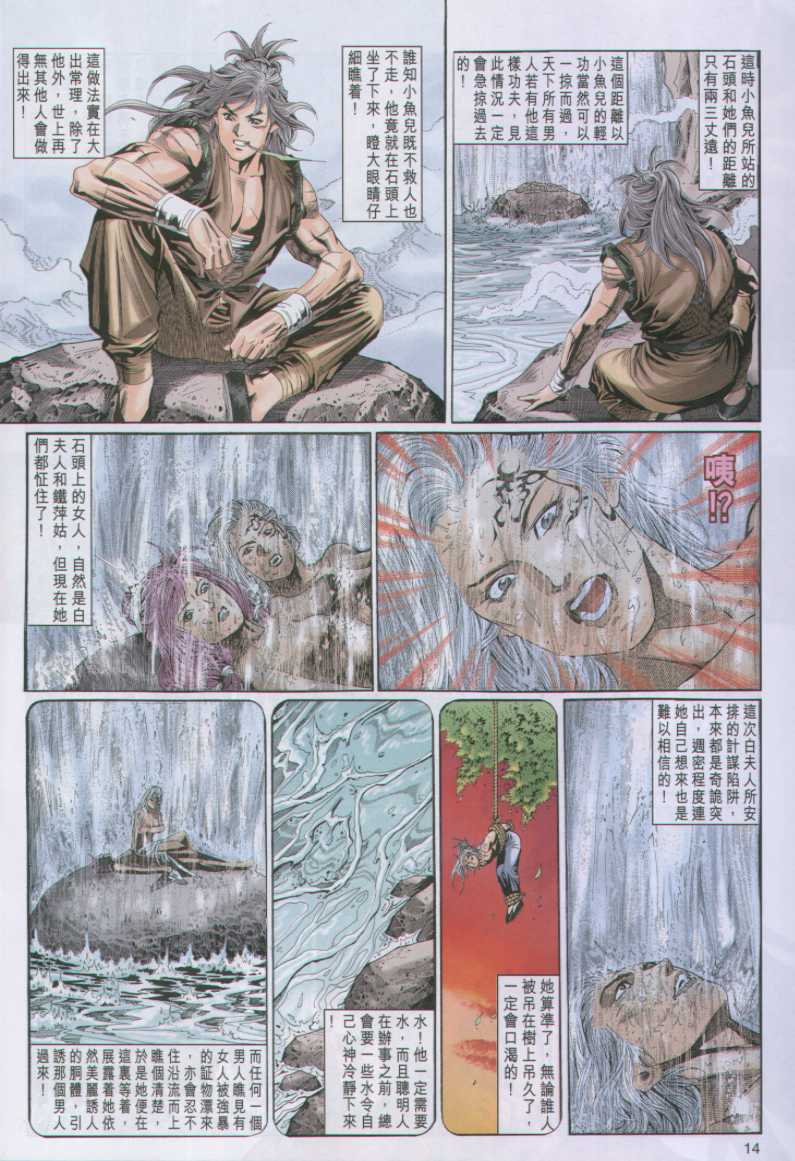 這時小魚兒所站的
石頭和她們的距離
只有兩三丈遠！
這個距離以
小魚兒的輕
功當然可以
一掠而過，
天下所有男
人若有他這
樣功夫，見
此情況一定
會急掠過去
的！
誰知小魚兒既不救人也
不走，他竟就在石頭上
坐了下來，瞪大眼睛仔
細瞧着！
這做法實在大
出常理，除了
他外，世上再
無其他人會做
得出來！
咦
!?
石頭上的女人，自然是白
夫人和鐵萍姑，但現在她
們都怔住了！
這次白夫人所安
排的計謀陷阱，
本來都是奇詭突
出，週密程度連
她自己想來也是
難以相信的！
她算準了，無論誰人
被吊在樹上吊久了，
一定會口渴的！
水！他一定需要
水，而且聰明人
在辦事之前，總
會要一些水令自
己心神冷靜下來
！
而任何一個
男人瞧見有
女人被強暴
的証物漂來
，亦會忍不
住沿流而上
瞧個清楚，
於是她便在
這裏等着，
展露着她依
然美麗誘人
的胴體，引
誘那個男人
過來！
14